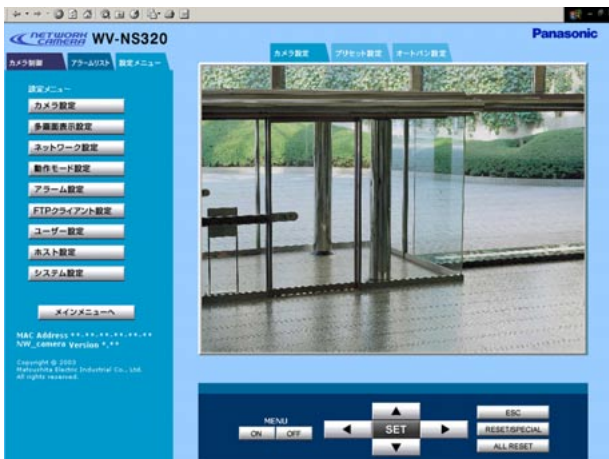 NETWORK CAMERA WV-NS320
Panasonic
カメラ制御
アラームリスト
設定メニュー
カメラ設定
プリセット設定
オートパン設定
設定メニュー
カメラ設定
多画面表示設定
ネットワーク設定
動作モード設定
アラーム設定
FTPクライアント設定
ユーザー設定
ホスト設定
システム設定
メインメニューへ
MAC Address **.**.**.**.**.**
NW_camera Version *.**
Copyright © 2003
Matsushita Electric Industrial Co., Ltd.
All rights reserved.
MENU
ON
OFF
SET
ESC
RESET/SPECIAL
ALL RESET